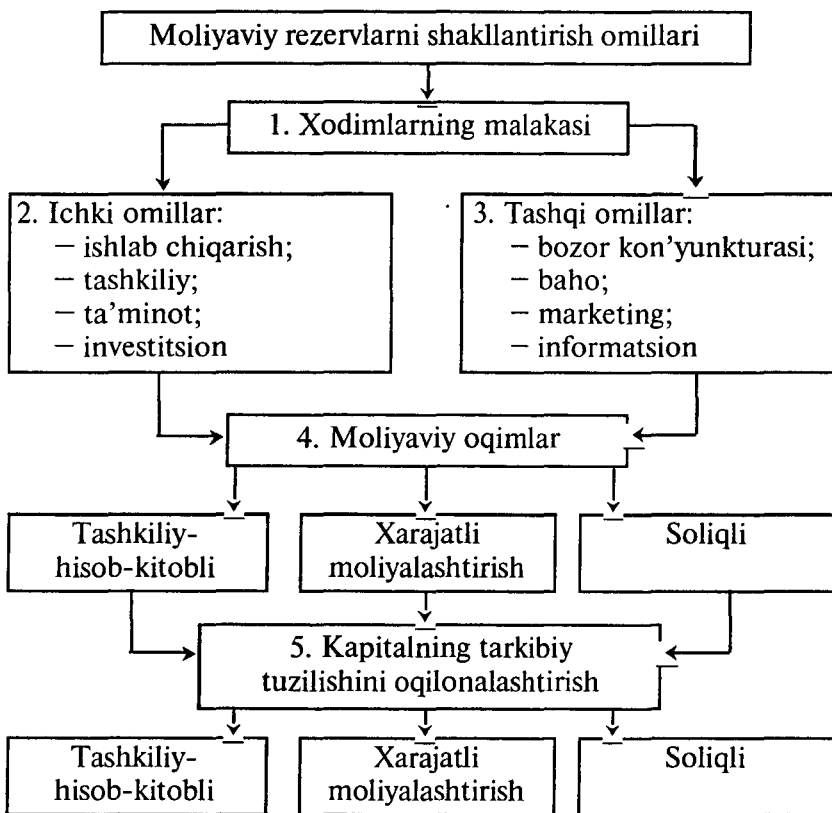 Moliyaviy rezervlarni shakllantirish omillari
1. Xodimlarning malakasi
2. Ichki omillar:
– ishlab chiqarish;
– tashkiliy;
– ta’minot;
– investitsion
3. Tashqi omillar:
– bozor kon’yunkturasi;
– baho;
– marketing;
– informatsion
4. Moliyaviy oqimlar
Tashkiliy-
hisob-kitobli
Xarajatli
moliyalashtirish
Soliqli
5. Kapitalning tarkibiy
tuzilishini oqilonalashtirish
Tashkiliy-
hisob-kitobli
Xarajatli
moliyalashtirish
Soliqli